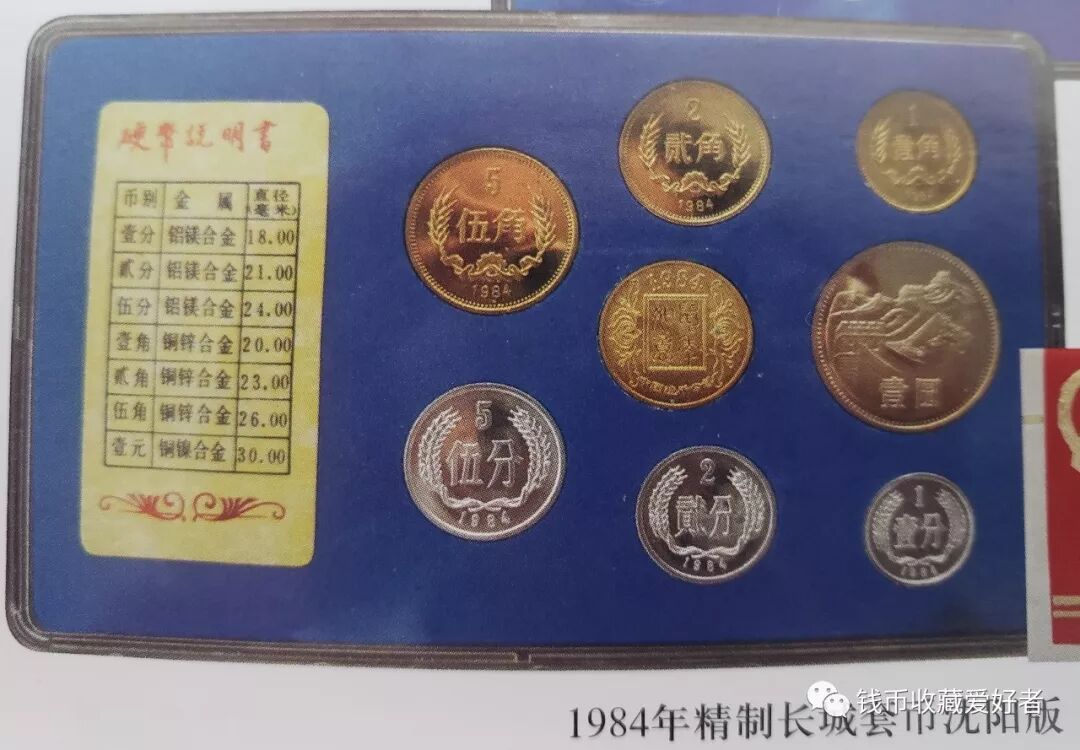 硬幣说明書
币别 金属 直径(毫米)
壹分 铝镁合金 18.00
贰分 铝镁合金 21.00
伍分 铝镁合金 24.00
壹角 铜锌合金 20.00
贰角 铜锌合金 23.00
伍角 铜锌合金 26.00
壹元 铜镍合金 30.00
5
伍角
1984
2
貳角
1984
1
壹角
1984
壹圆
5
伍分
1984
2
貳分
1984
1
壹分
1984
钱币收藏爱好者
1984年精制长城套币沈阳版